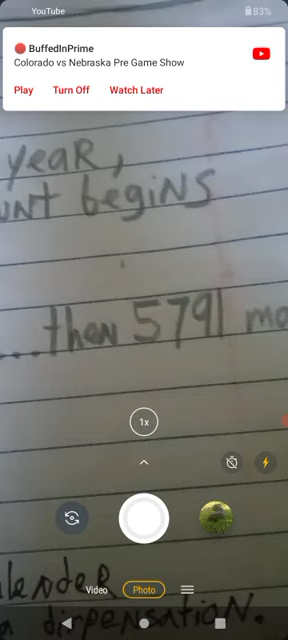 YouTube
83%
BuffedInPrime
Colorado vs Nebraska Pre Game Show
Play Turn Off Watch Later
year,
unt begins
...then 5791 mo
1x
lender
a dispensation.
Video Photo